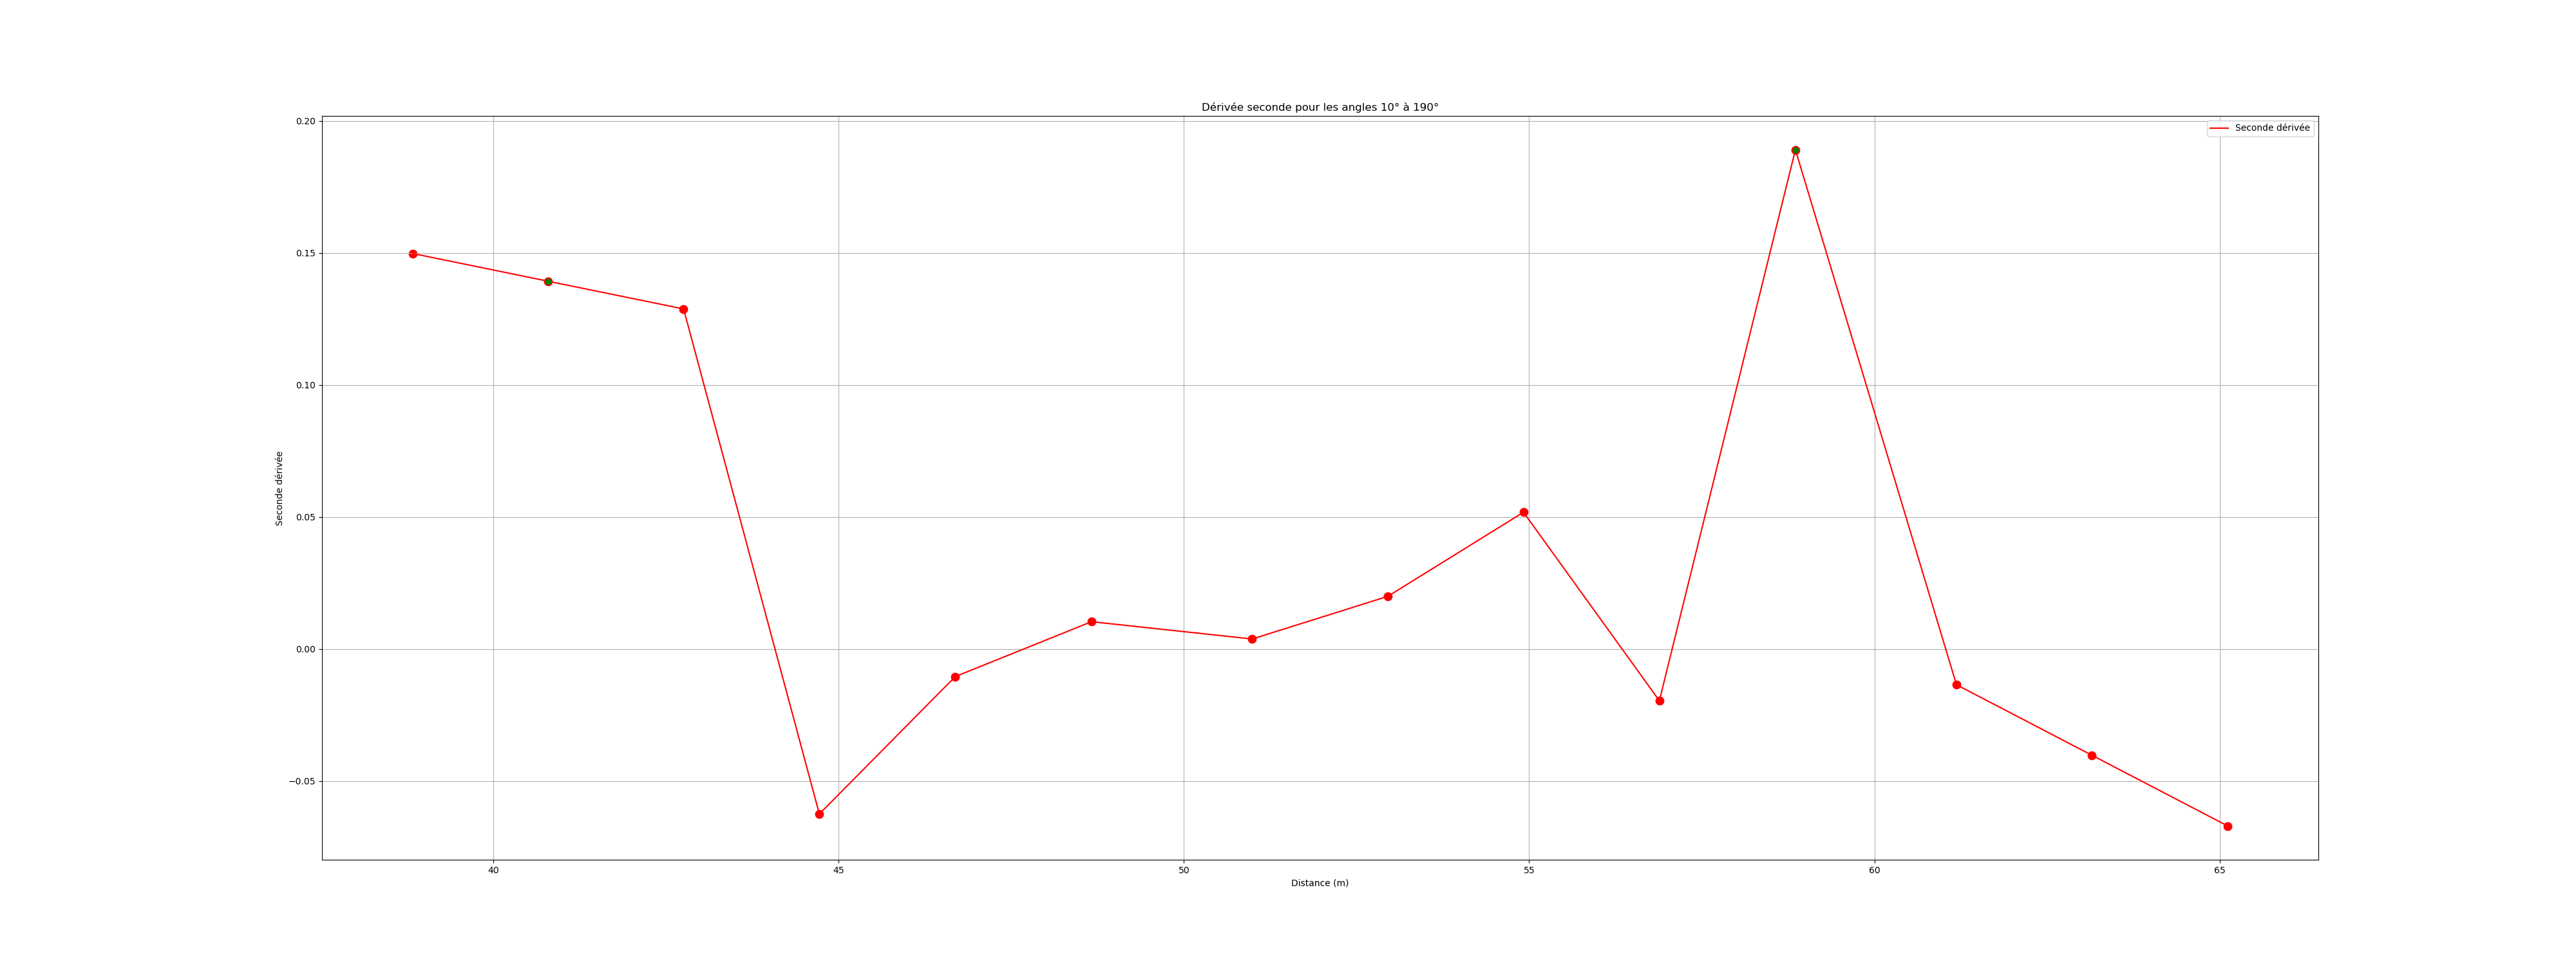 Dérivée seconde pour les angles 10° à 190°
Seconde dérivée
0.20
0.15
0.10
0.05
0.00
−0.05
Seconde dérivée
40 45 50 55 60 65
Distance (m)